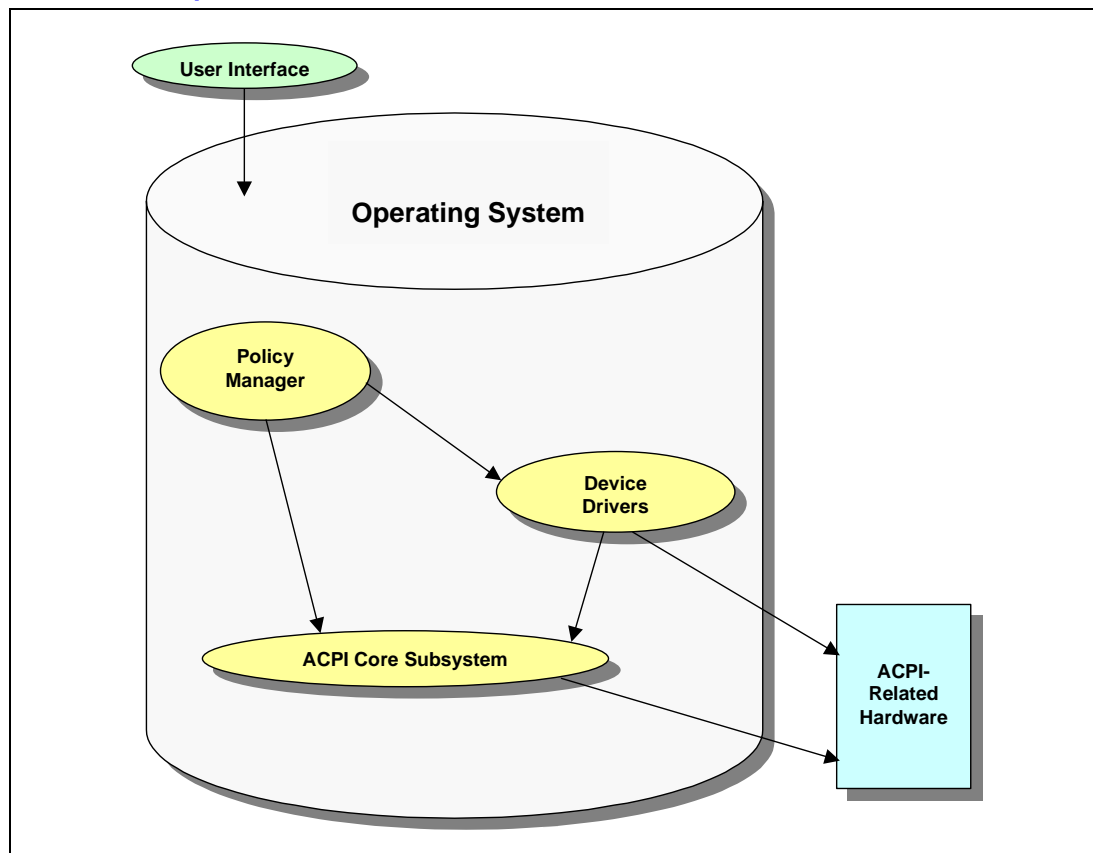 User Interface
Operating System
Policy
Manager
Device
Drivers
ACPI Core Subsystem
ACPI-
Related
Hardware